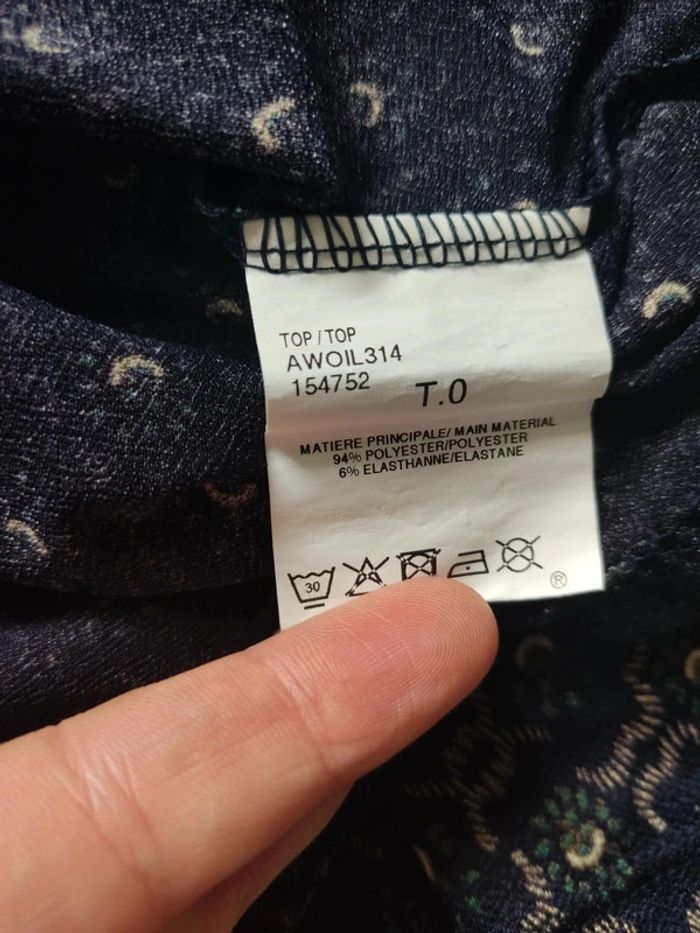 TOP / TOP
AWOIL314
154752
T.0
MATIERE PRINCIPALE/ MAIN MATERIAL
94% POLYESTER/POLYESTER
6% ELASTHANNE/ELASTANE
30
®